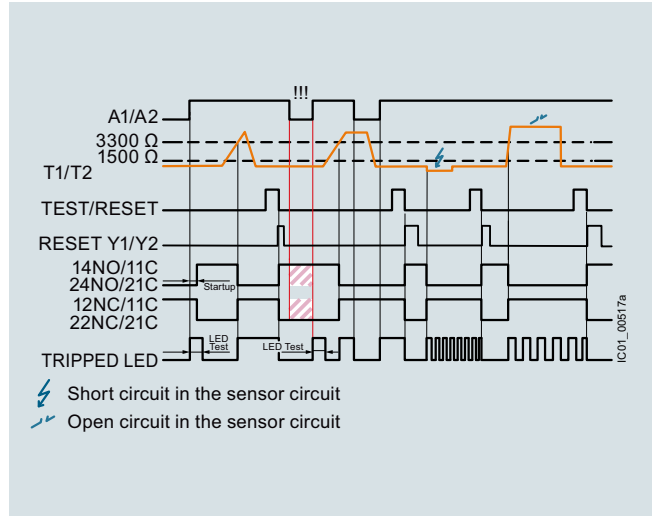 !!!
A1/A2
3300 Ω
1500 Ω
T1/T2
TEST/RESET
RESET Y1/Y2
14NO/11C
24NO/21C
Startup
12NC/11C
22NC/21C
LED
Test
LED Test
TRIPPED LED
IC01_00517a
Short circuit in the sensor circuit
Open circuit in the sensor circuit